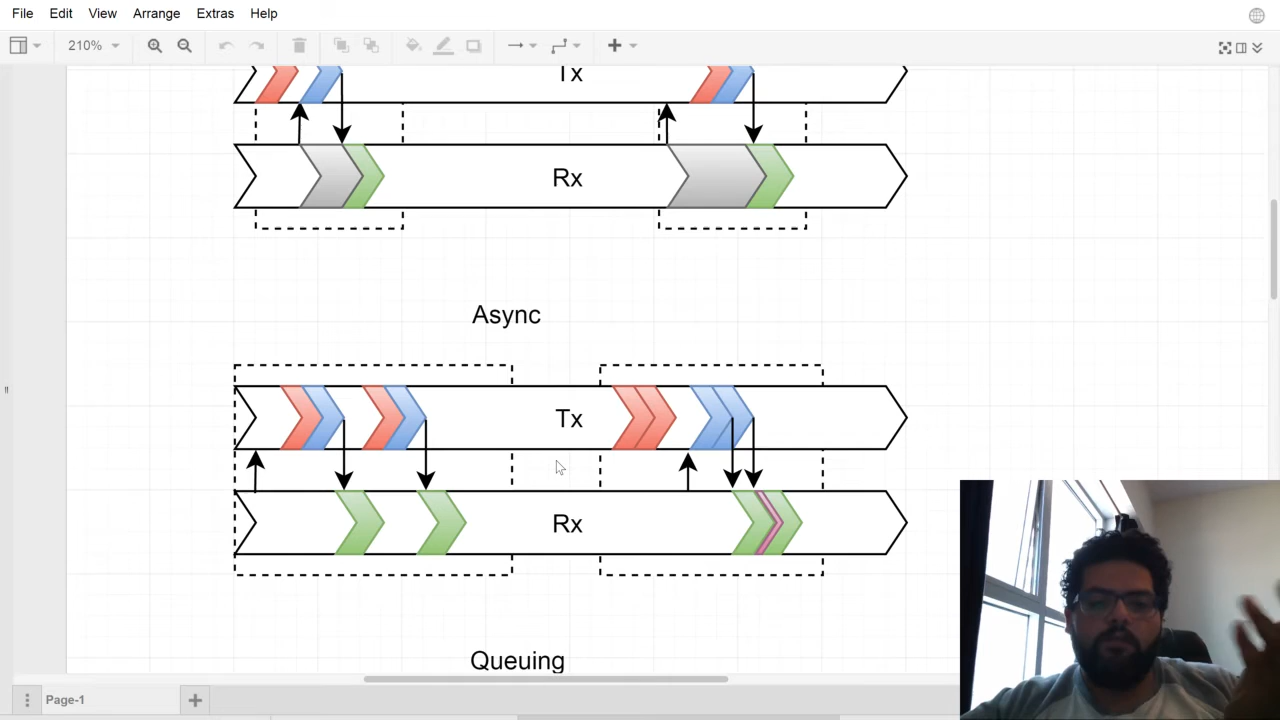 File Edit View Arrange Extras Help
210%
Tx
Rx
Async
Tx
Rx
Queuing
Page-1